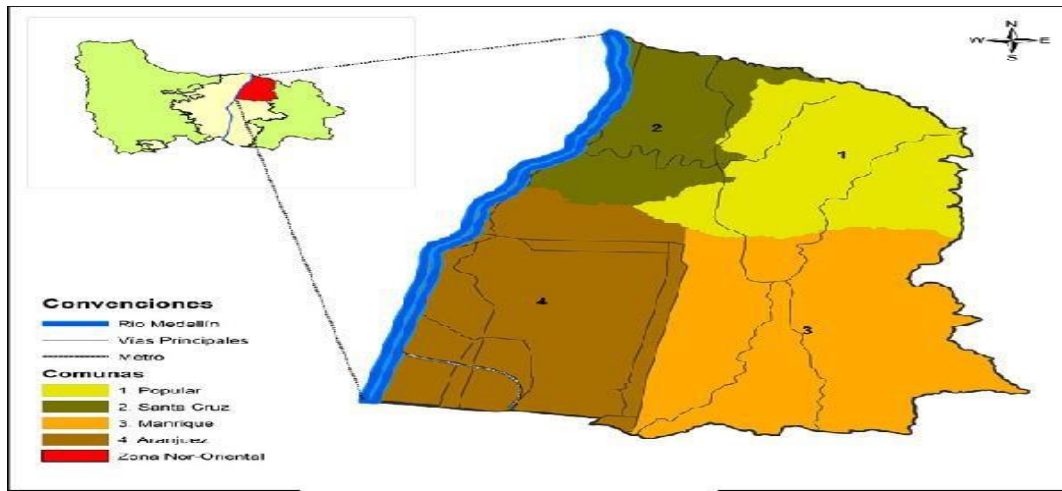 N
W E
S
2
1
4
3
Convenciones
Río Medellín
Vías Principales
Metro
Comunas
1. Popular
2. Santa Cruz
3. Manrique
4. Aranjuez
Zona Nor-Oriental